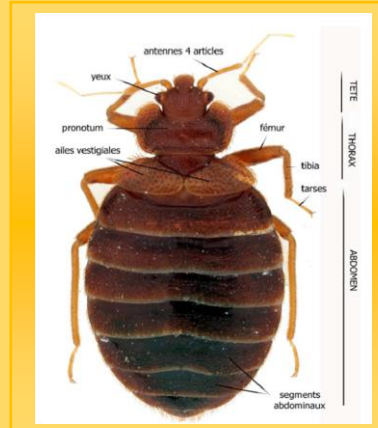 antennes 4 articles
yeux
TETE
pronotum
fémur
THORAX
ailes vestigiales
tibia
tarses
ABDOMEN
segments
abdominaux